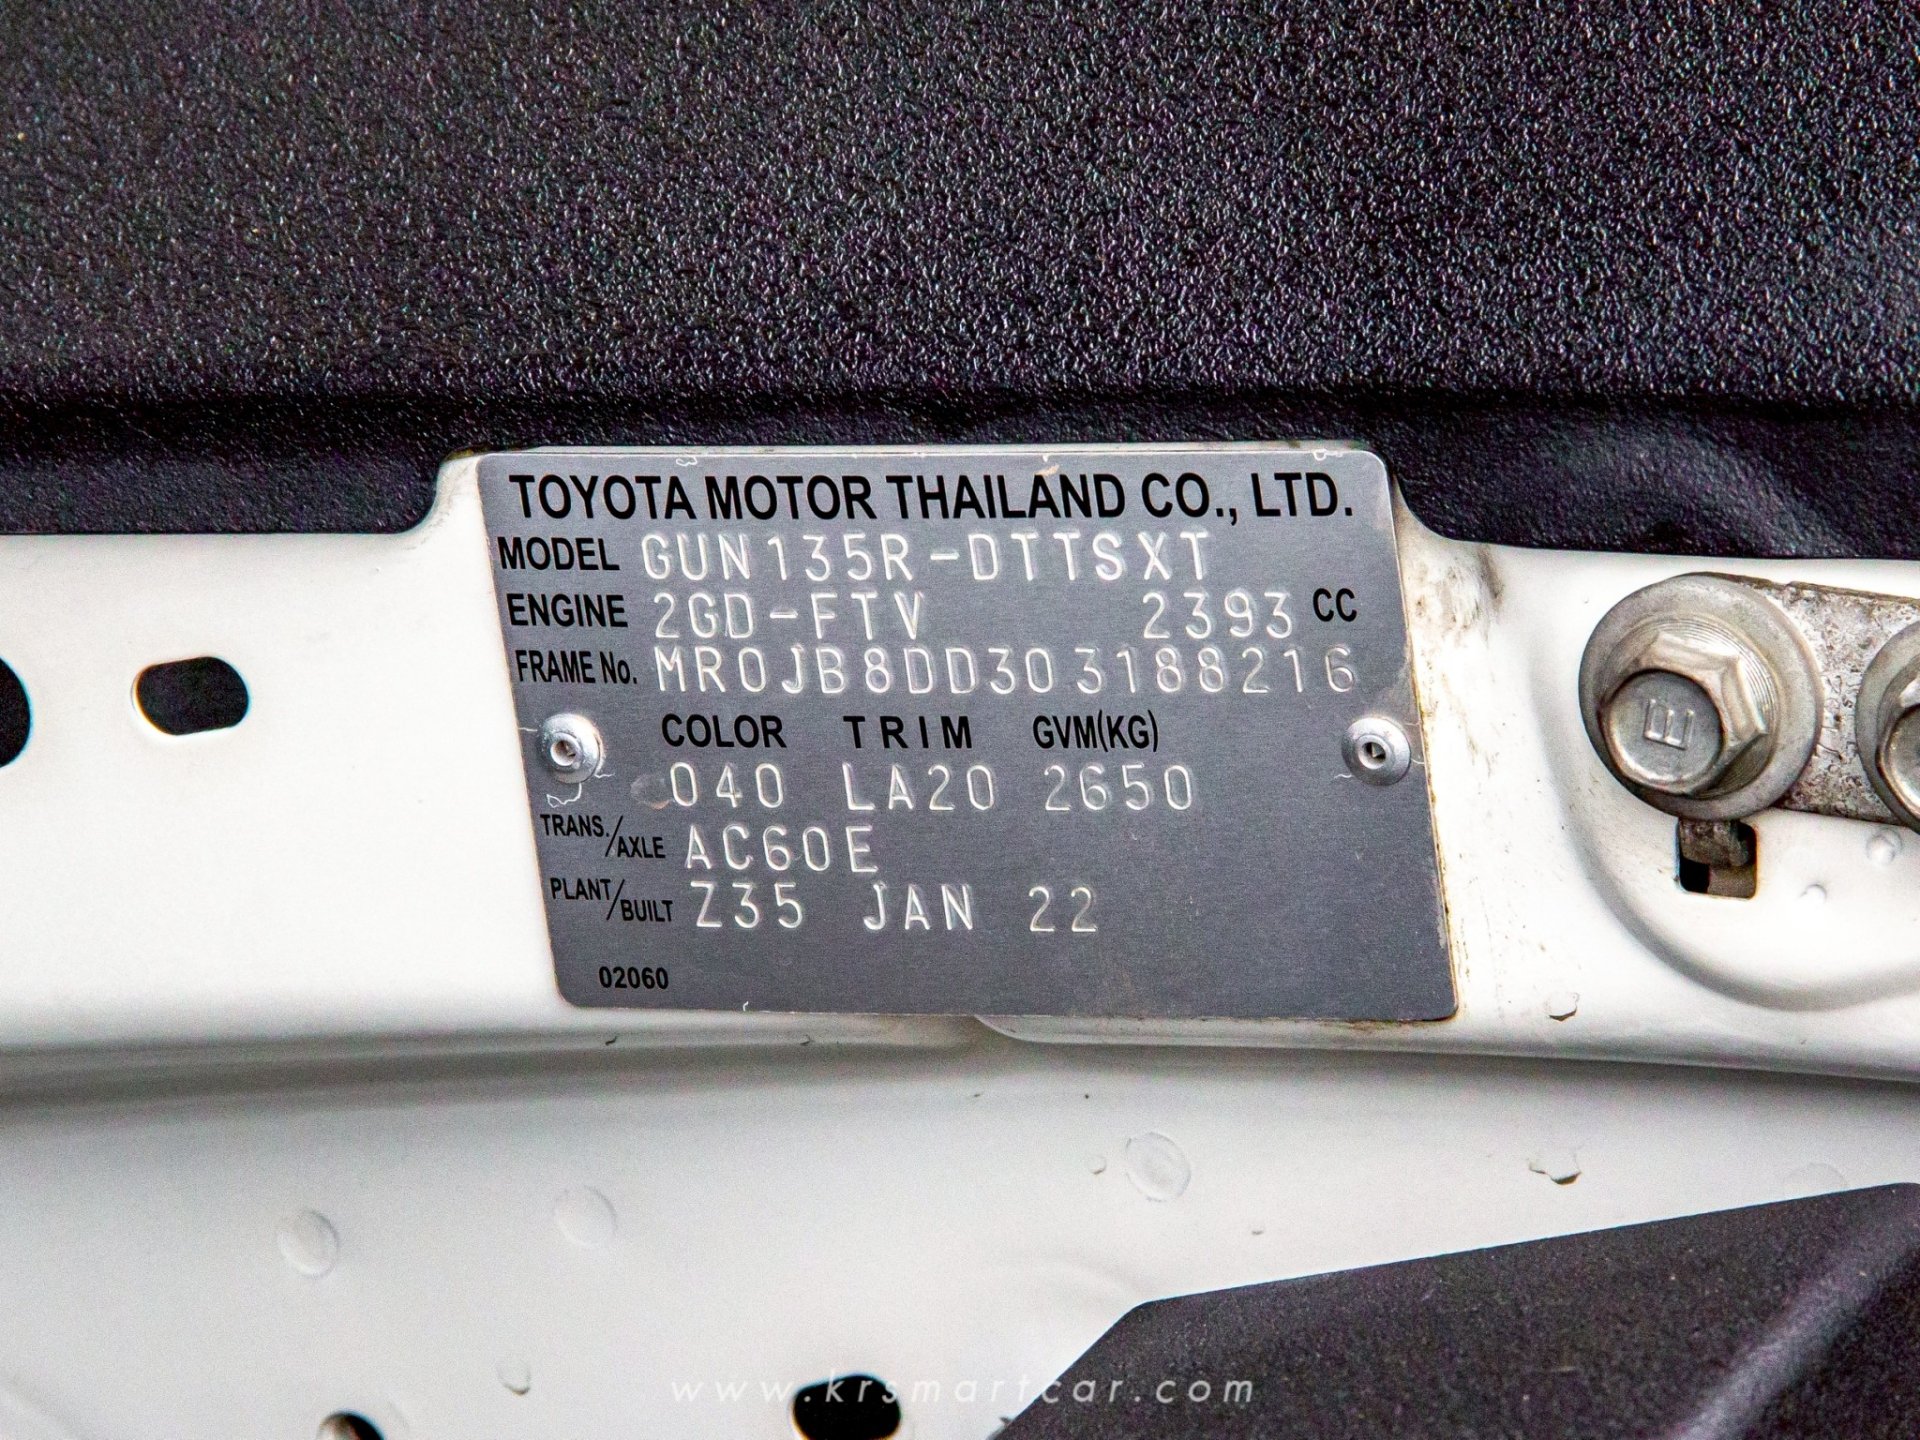 TOYOTA MOTOR THAILAND CO., LTD.
MODEL GUN135R-DTTSXT
ENGINE 2GD-FTV 2393 CC
FRAME No. MR0JB8DD303188216
COLOR TRIM GVM(KG)
040 LA20 2650
TRANS./AXLE AC60E
PLANT/BUILT Z35 JAN 22
02060
E
www.krsmartcar.com